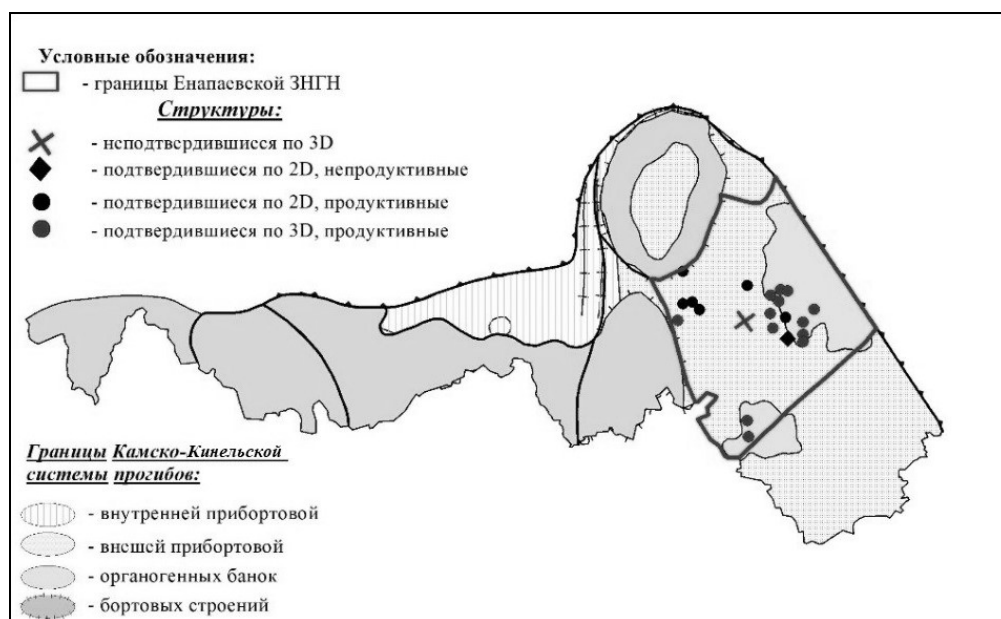 Условные обозначения:
- границы Енапаевской ЗНГН
Структуры:
- неподтвердившиеся по 3D
- подтвердившиеся по 2D, непродуктивные
- подтвердившиеся по 2D, продуктивные
- подтвердившиеся по 3D, продуктивные
Границы Камско-Кинельской
системы прогибов:
- внутренней прибортовой
- внешней прибортовой
- органогенных банок
- бортовых строений